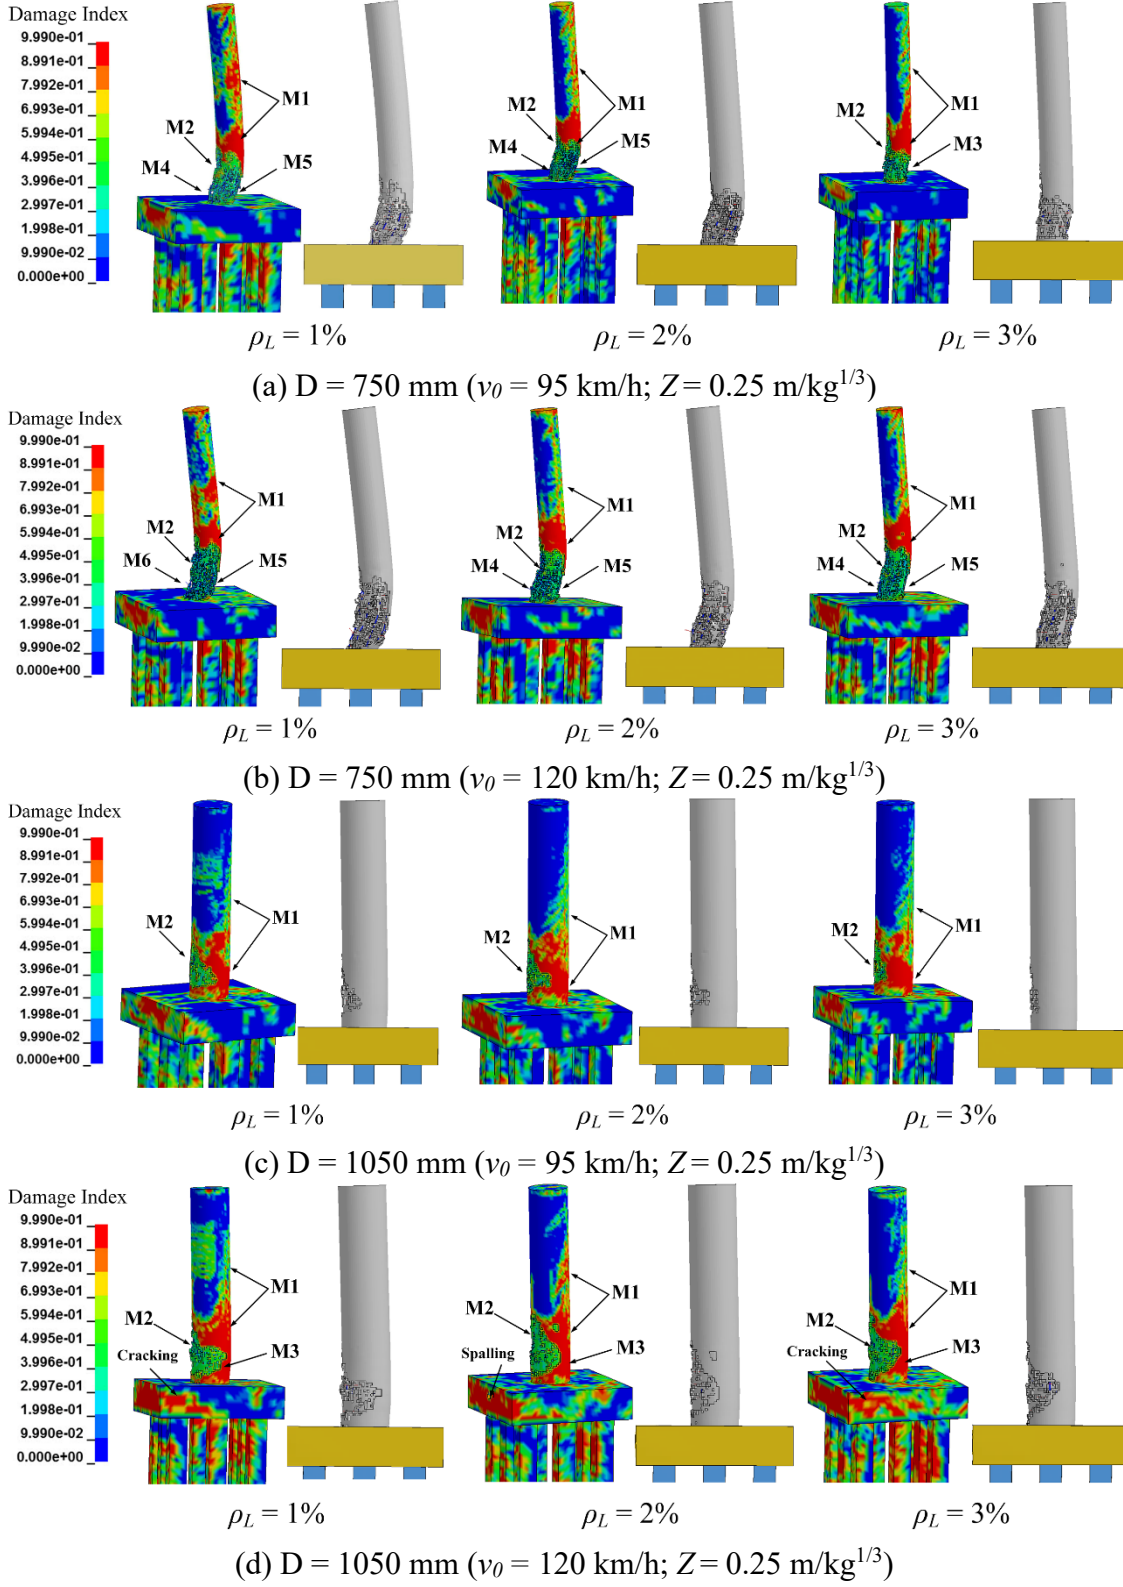 Damage Index
9.990e-01
8.991e-01
7.992e-01
6.993e-01
5.994e-01
4.995e-01
3.996e-01
2.997e-01
1.998e-01
9.990e-02
0.000e+00
M1
M2
M4
M5
M1
M2
M4
M5
M1
M2
M3
ρL = 1%
ρL = 2%
ρL = 3%
(a) D = 750 mm (v0 = 95 km/h; Z = 0.25 m/kg1/3)
Damage Index
9.990e-01
8.991e-01
7.992e-01
6.993e-01
5.994e-01
4.995e-01
3.996e-01
2.997e-01
1.998e-01
9.990e-02
0.000e+00
M1
M2
M6
M5
M1
M2
M4
M5
M1
M2
M4
M5
ρL = 1%
ρL = 2%
ρL = 3%
(b) D = 750 mm (v0 = 120 km/h; Z = 0.25 m/kg1/3)
Damage Index
9.990e-01
8.991e-01
7.992e-01
6.993e-01
5.994e-01
4.995e-01
3.996e-01
2.997e-01
1.998e-01
9.990e-02
0.000e+00
M1
M2
M1
M2
M1
M2
ρL = 1%
ρL = 2%
ρL = 3%
(c) D = 1050 mm (v0 = 95 km/h; Z = 0.25 m/kg1/3)
Damage Index
9.990e-01
8.991e-01
7.992e-01
6.993e-01
5.994e-01
4.995e-01
3.996e-01
2.997e-01
1.998e-01
9.990e-02
0.000e+00
M1
M2
M3
Cracking
M1
M2
M3
Spalling
M1
M2
M3
Cracking
ρL = 1%
ρL = 2%
ρL = 3%
(d) D = 1050 mm (v0 = 120 km/h; Z = 0.25 m/kg1/3)